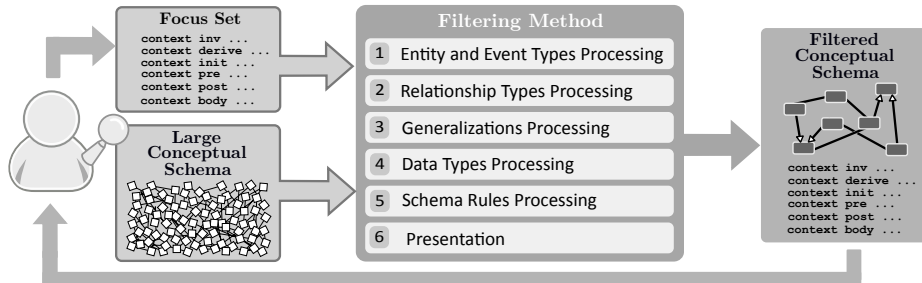 Focus Set
context inv ...
context derive ...
context init ...
context pre ...
context post ...
context body ...
Large
Conceptual
Schema
Filtering Method
1 Entity and Event Types Processing
2 Relationship Types Processing
3 Generalizations Processing
4 Data Types Processing
5 Schema Rules Processing
6 Presentation
Filtered
Conceptual
Schema
context inv ...
context derive ...
context init ...
context pre ...
context post ...
context body ...